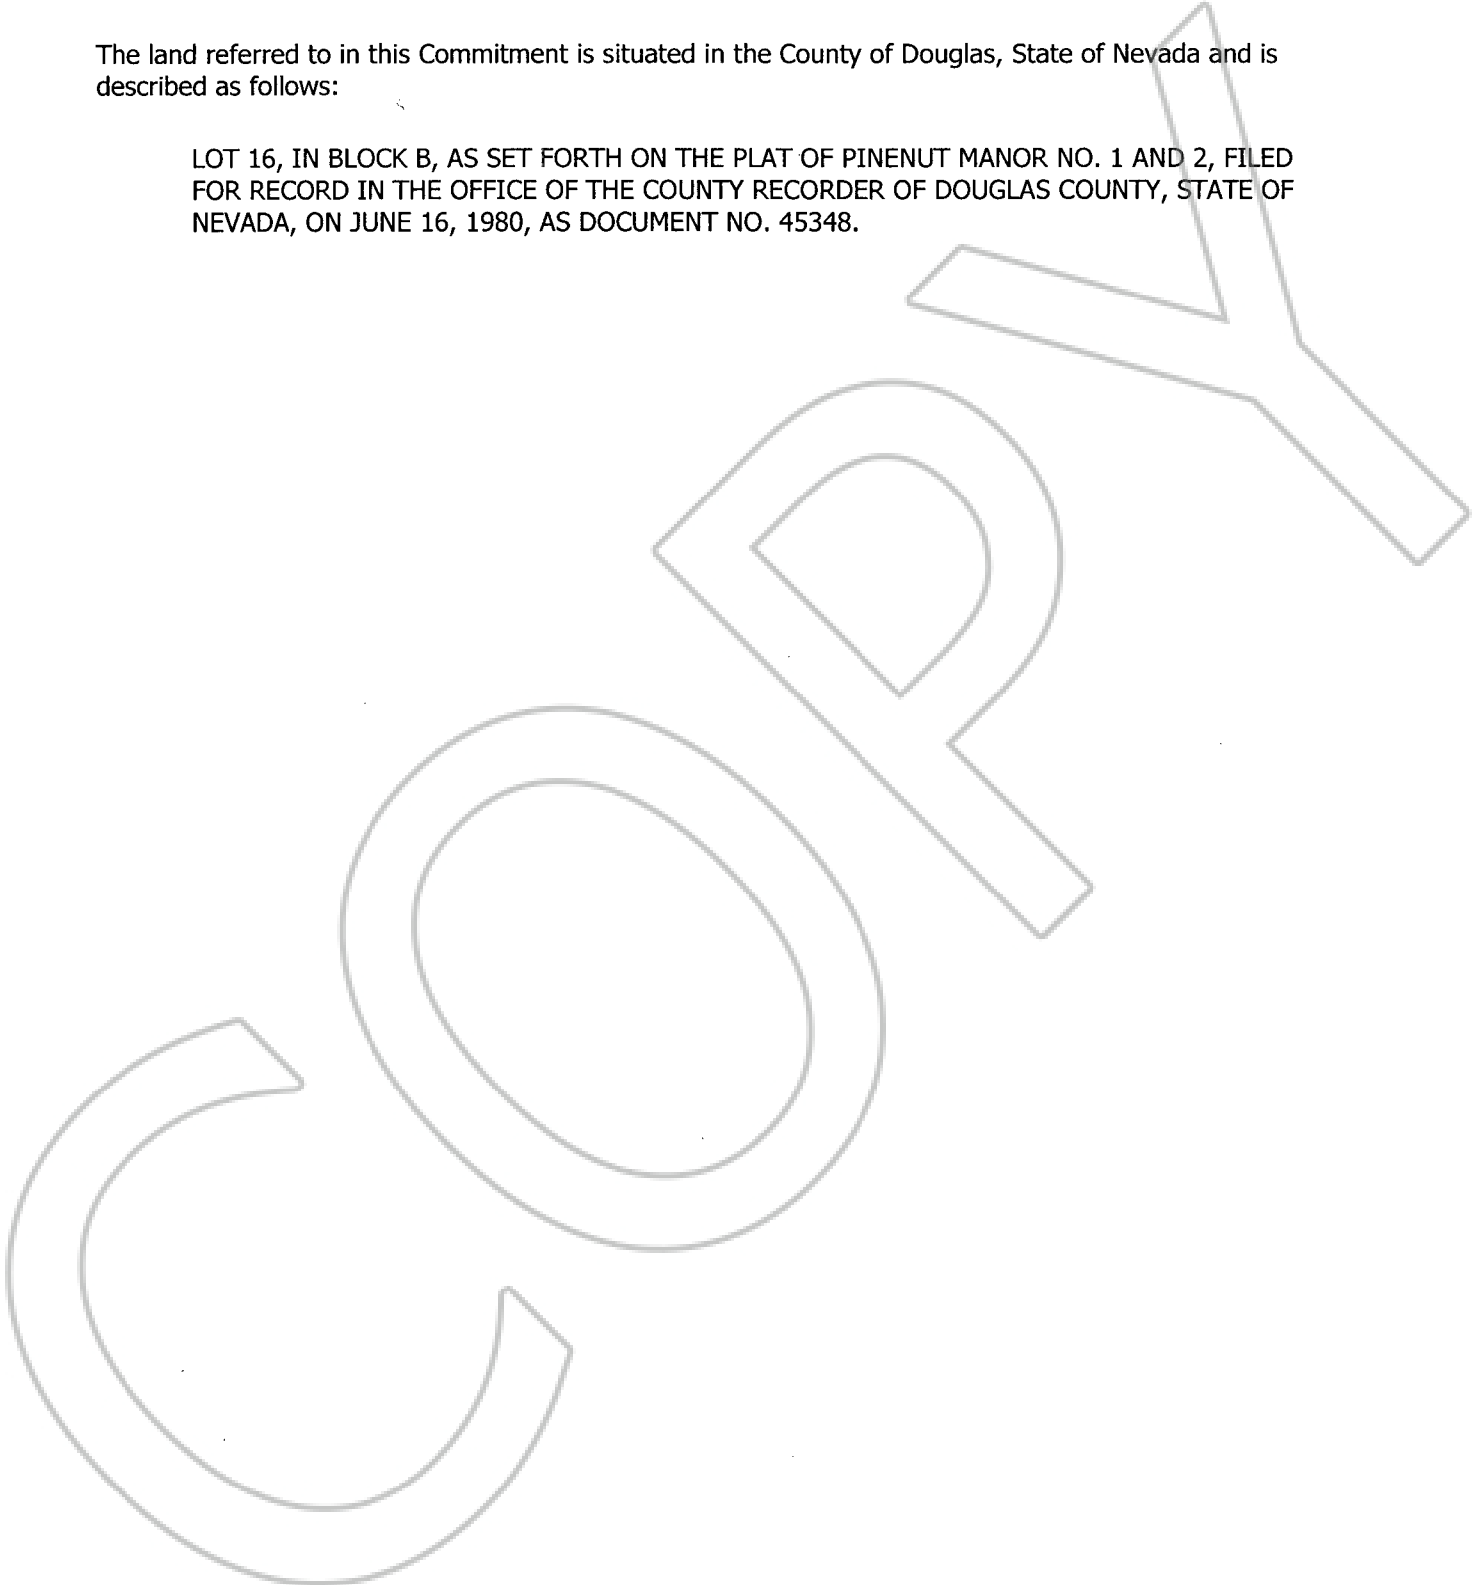 The land referred to in this Commitment is situated in the County of Douglas, State of Nevada and is
described as follows:
LOT 16, IN BLOCK B, AS SET FORTH ON THE PLAT OF PINENUT MANOR NO. 1 AND 2, FILED
FOR RECORD IN THE OFFICE OF THE COUNTY RECORDER OF DOUGLAS COUNTY, STATE OF
NEVADA, ON JUNE 16, 1980, AS DOCUMENT NO. 45348.
COPY